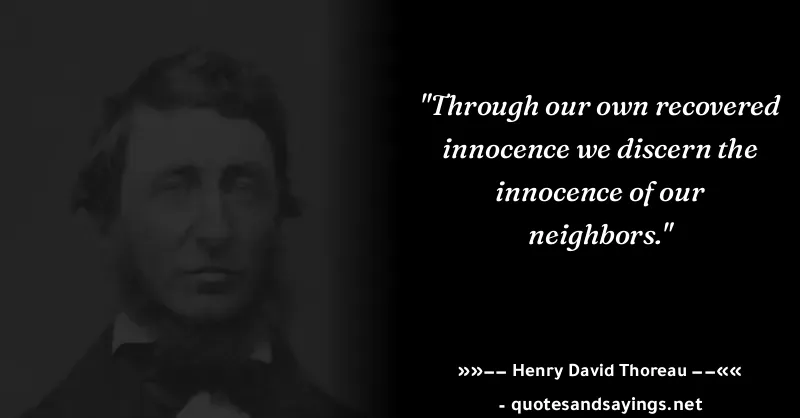 "Through our own recovered
innocence we discern the
innocence of our
neighbors."
»»–– Henry David Thoreau ––««
- quotesandsayings.net